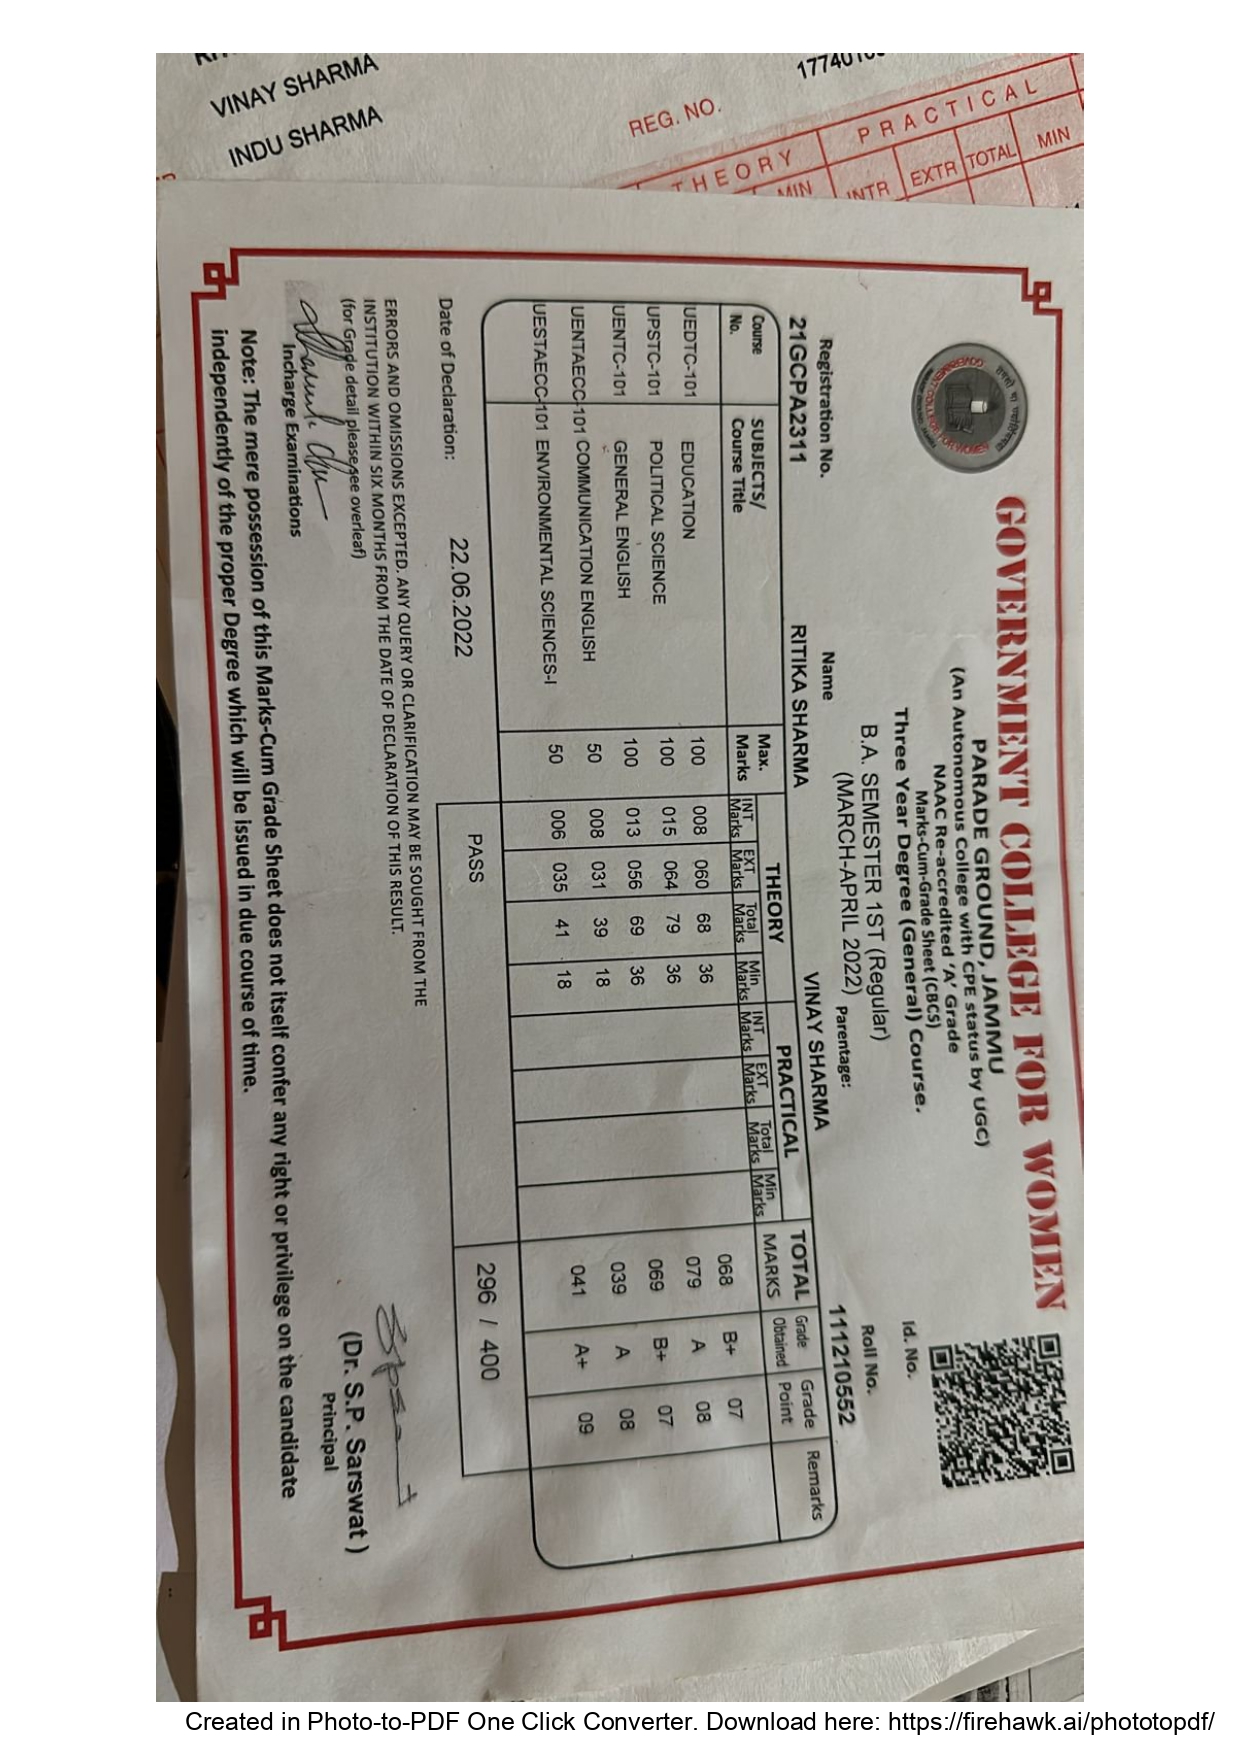 GOVERNMENT COLLEGE FOR WOMEN
PARADE GROUND, JAMMU
(An Autonomous College with CPE status by UGC)
NAAC Re-accredited 'A' Grade
Marks-Cum-Grade Sheet (CBCS)
Three Year Degree (General) Course.
Id. No.
B.A. SEMESTER 1ST (Regular)
(MARCH-APRIL 2022)
Registration No. Name Parentage: Roll No.
21GCPA2311 RITIKA SHARMA VINAY SHARMA 111210552
Course No. SUBJECTS/ Course Title Max. Marks THEORY PRACTICAL TOTAL MARKS Grade Obtained Grade Point Remarks
INT Marks EXT Marks Total Marks Min Marks INT Marks EXT Marks Total Marks Min Marks
UEDTC-101 EDUCATION 100 008 060 68 36 068 B+ 07
UPSTC-101 POLITICAL SCIENCE 100 015 064 79 36 079 A 08
UENTC-101 GENERAL ENGLISH 100 013 056 69 36 069 B+ 07
UENTAECC-101 COMMUNICATION ENGLISH 50 008 031 39 18 039 A 08
UESTAECC-101 ENVIRONMENTAL SCIENCES-I 50 006 035 41 18 041 A+ 09
PASS 296 / 400
Date of Declaration: 22.06.2022
ERRORS AND OMISSIONS EXCEPTED. ANY QUERY OR CLARIFICATION MAY BE SOUGHT FROM THE
INSTITUTION WITHIN SIX MONTHS FROM THE DATE OF DECLARATION OF THIS RESULT.
(for Grade detail please see overleaf)
Incharge Examinations
(Dr. S.P. Sarswat )
Principal
Note: The mere possession of this Marks-Cum Grade Sheet does not itself confer any right or privilege on the candidate
independently of the proper Degree which will be issued in due course of time.
PRACTICAL
MIN
TOTAL
EXTR
INTR
THEORY
MIN
REG. NO.
VINAY SHARMA
INDU SHARMA
Created in Photo-to-PDF One Click Converter. Download here: https://firehawk.ai/phototopdf/